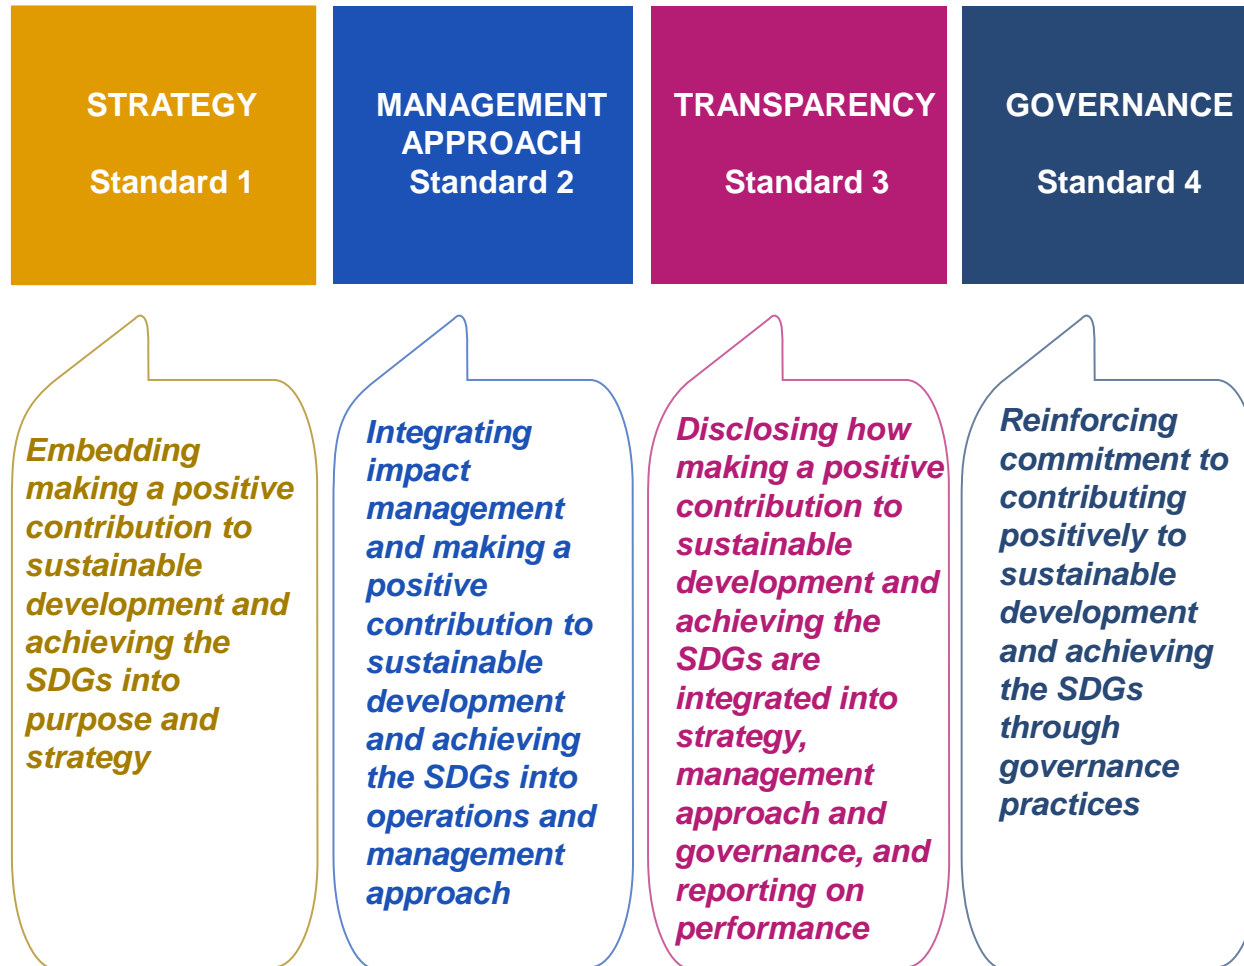 STRATEGY
Standard 1
MANAGEMENT
APPROACH
Standard 2
TRANSPARENCY
Standard 3
GOVERNANCE
Standard 4
Embedding
making a positive
contribution to
sustainable
development and
achieving the
SDGs into
purpose and
strategy
Integrating
impact
management
and making a
positive
contribution to
sustainable
development
and achieving
the SDGs into
operations and
management
approach
Disclosing how
making a positive
contribution to
sustainable
development and
achieving the
SDGs are
integrated into
strategy,
management
approach and
governance, and
reporting on
performance
Reinforcing
commitment to
contributing
positively to
sustainable
development
and achieving
the SDGs
through
governance
practices